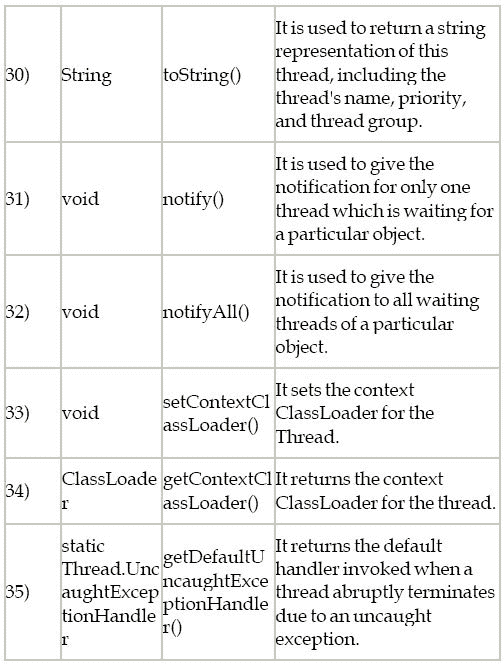 30)
String
toString()
It is used to return a string
representation of this
thread, including the
thread's name, priority,
and thread group.
31)
void
notify()
It is used to give the
notification for only one
thread which is waiting for
a particular object.
32)
void
notifyAll()
It is used to give the
notification to all waiting
threads of a particular
object.
33)
void
setContextCl
assLoader()
It sets the context
ClassLoader for the
Thread.
34)
ClassLoade
r
getContextCl
assLoader()
It returns the context
ClassLoader for the thread.
35)
static
Thread.Unc
aughtExcep
tionHandle
r
getDefaultU
ncaughtExce
ptionHandle
r()
It returns the default
handler invoked when a
thread abruptly terminates
due to an uncaught
exception.